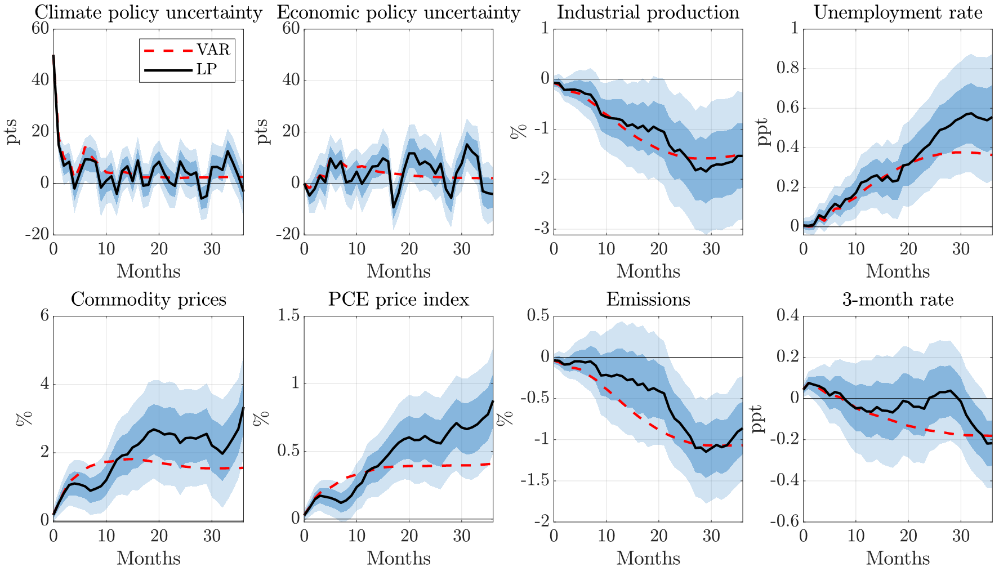 Climate policy uncertainty
60
40
20
0
-20
pts
0 10 20 30
Months
VAR
LP
Economic policy uncertainty
60
40
20
0
-20
pts
0 10 20 30
Months
Industrial production
1
0
-1
-2
-3
%
0 10 20 30
Months
Unemployment rate
1
0.8
0.6
0.4
0.2
0
ppt
0 10 20 30
Months
Commodity prices
6
4
2
0
%
0 10 20 30
Months
PCE price index
1.5
1
0.5
0
%
0 10 20 30
Months
Emissions
0.5
0
-0.5
-1
-1.5
-2
%
0 10 20 30
Months
3-month rate
0.4
0.2
0
-0.2
-0.4
-0.6
ppt
0 10 20 30
Months